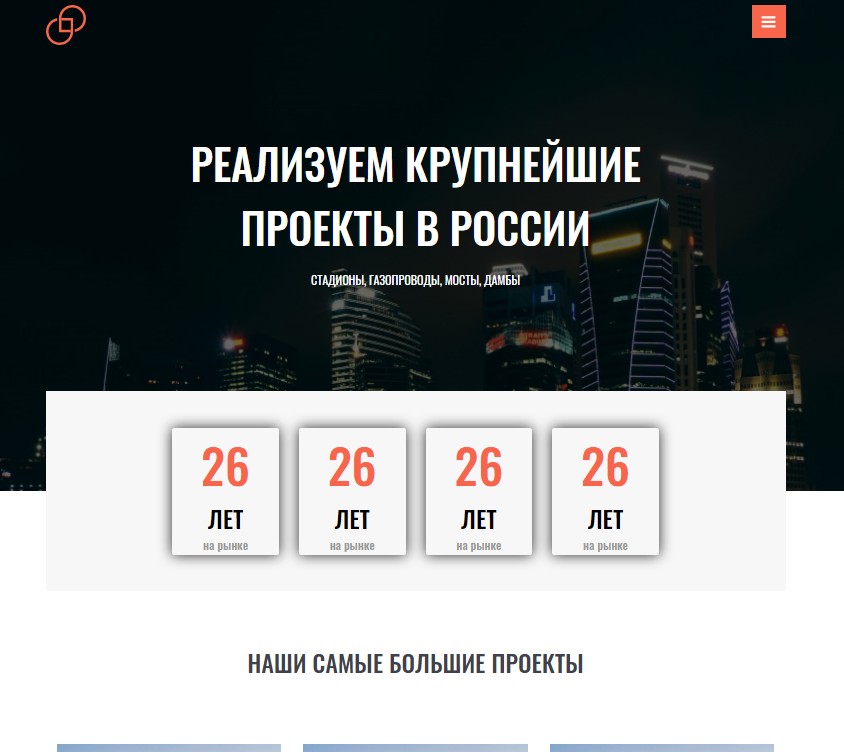 РЕАЛИЗУЕМ КРУПНЕЙШИЕ
ПРОЕКТЫ В РОССИИ
СТАДИОНЫ, ГАЗОПРОВОДЫ, МОСТЫ, ДАМБЫ
26 26 26 26
ЛЕТ ЛЕТ ЛЕТ ЛЕТ
на рынке на рынке на рынке на рынке
НАШИ САМЫЕ БОЛЬШИЕ ПРОЕКТЫ